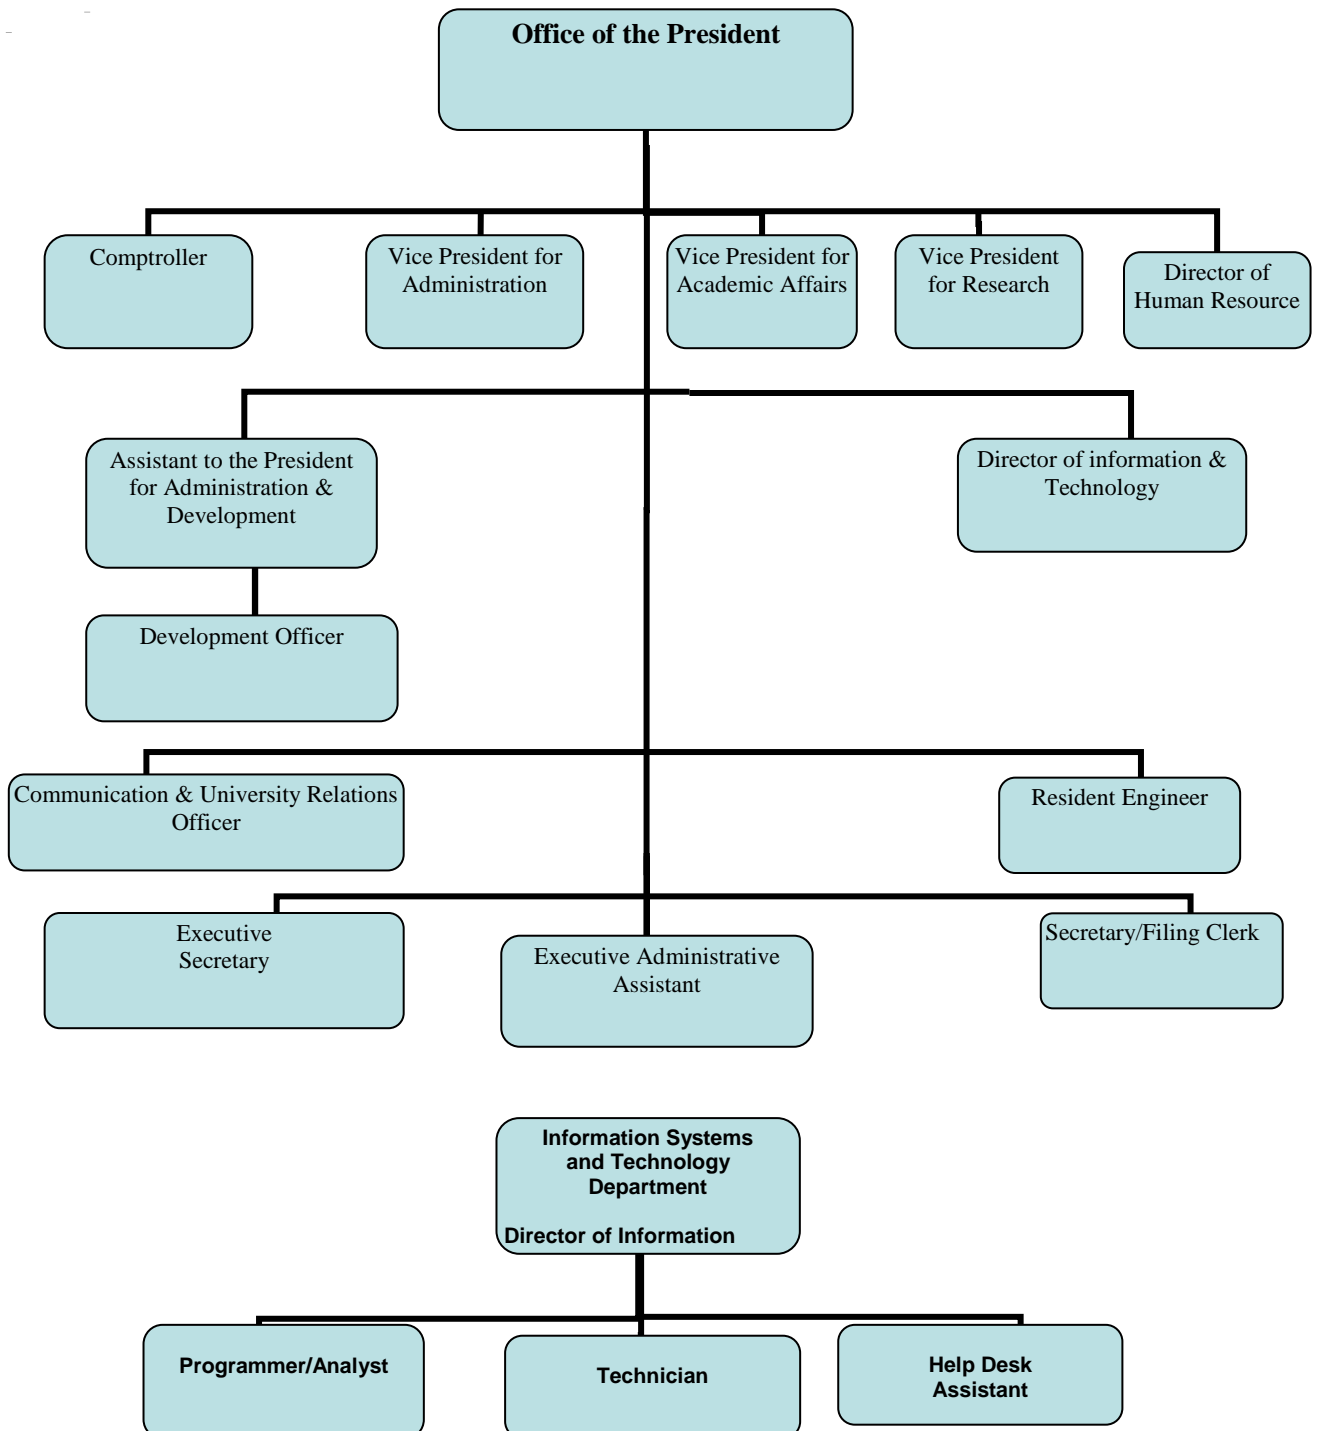 Office of the President
Comptroller
Vice President for
Administration
Vice President for
Academic Affairs
Vice President
for Research
Director of
Human Resource
Assistant to the President
for Administration &
Development
Director of information &
Technology
Development Officer
Communication & University Relations
Officer
Resident Engineer
Executive
Secretary
Executive Administrative
Assistant
Secretary/Filing Clerk
Information Systems
and Technology
Department
Director of Information
Programmer/Analyst
Technician
Help Desk
Assistant